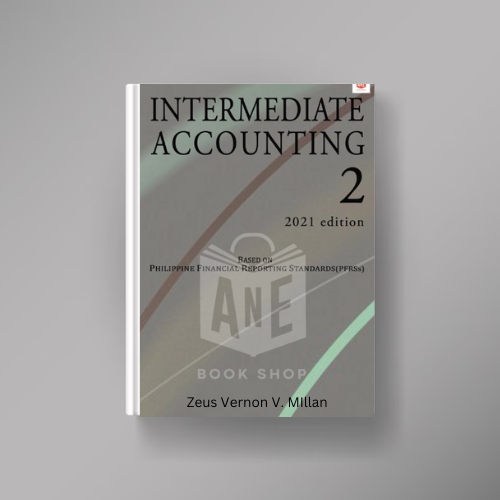 INTERMEDIATE
ACCOUNTING
2
2021 edition
BASED ON
PHILIPPINE FINANCIAL REPORTING STANDARDS(PFRSs)
ANE
BOOK SHOP
Zeus Vernon V. MIllan